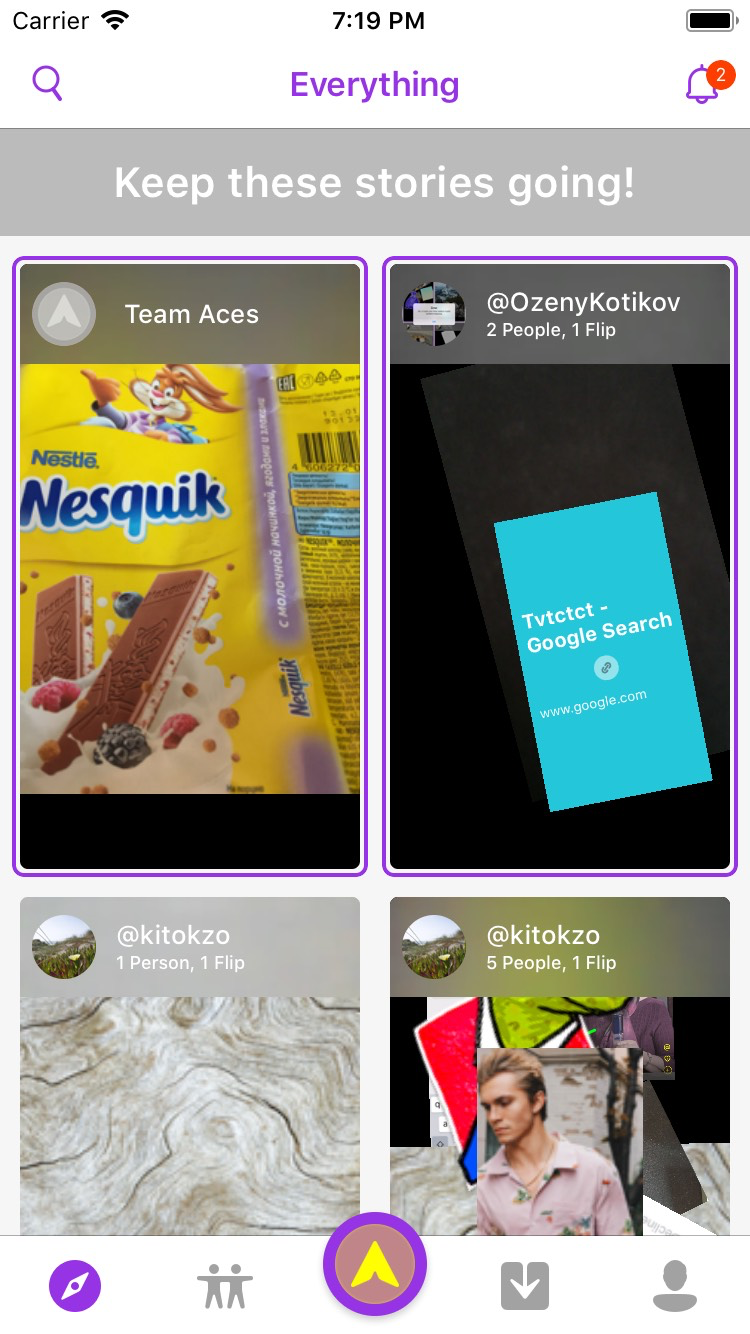 Carrier
7:19 PM
Everything
2
Keep these stories going!
Team Aces
Nestlé.
Nesquik
EAC
с молочной начинкой, ягодами и злаками
Nesquik
@OzenyKotikov
2 People, 1 Flip
Tvtctct -
Google Search
www.google.com
@kitokzo
1 Person, 1 Flip
@kitokzo
5 People, 1 Flip
q
a